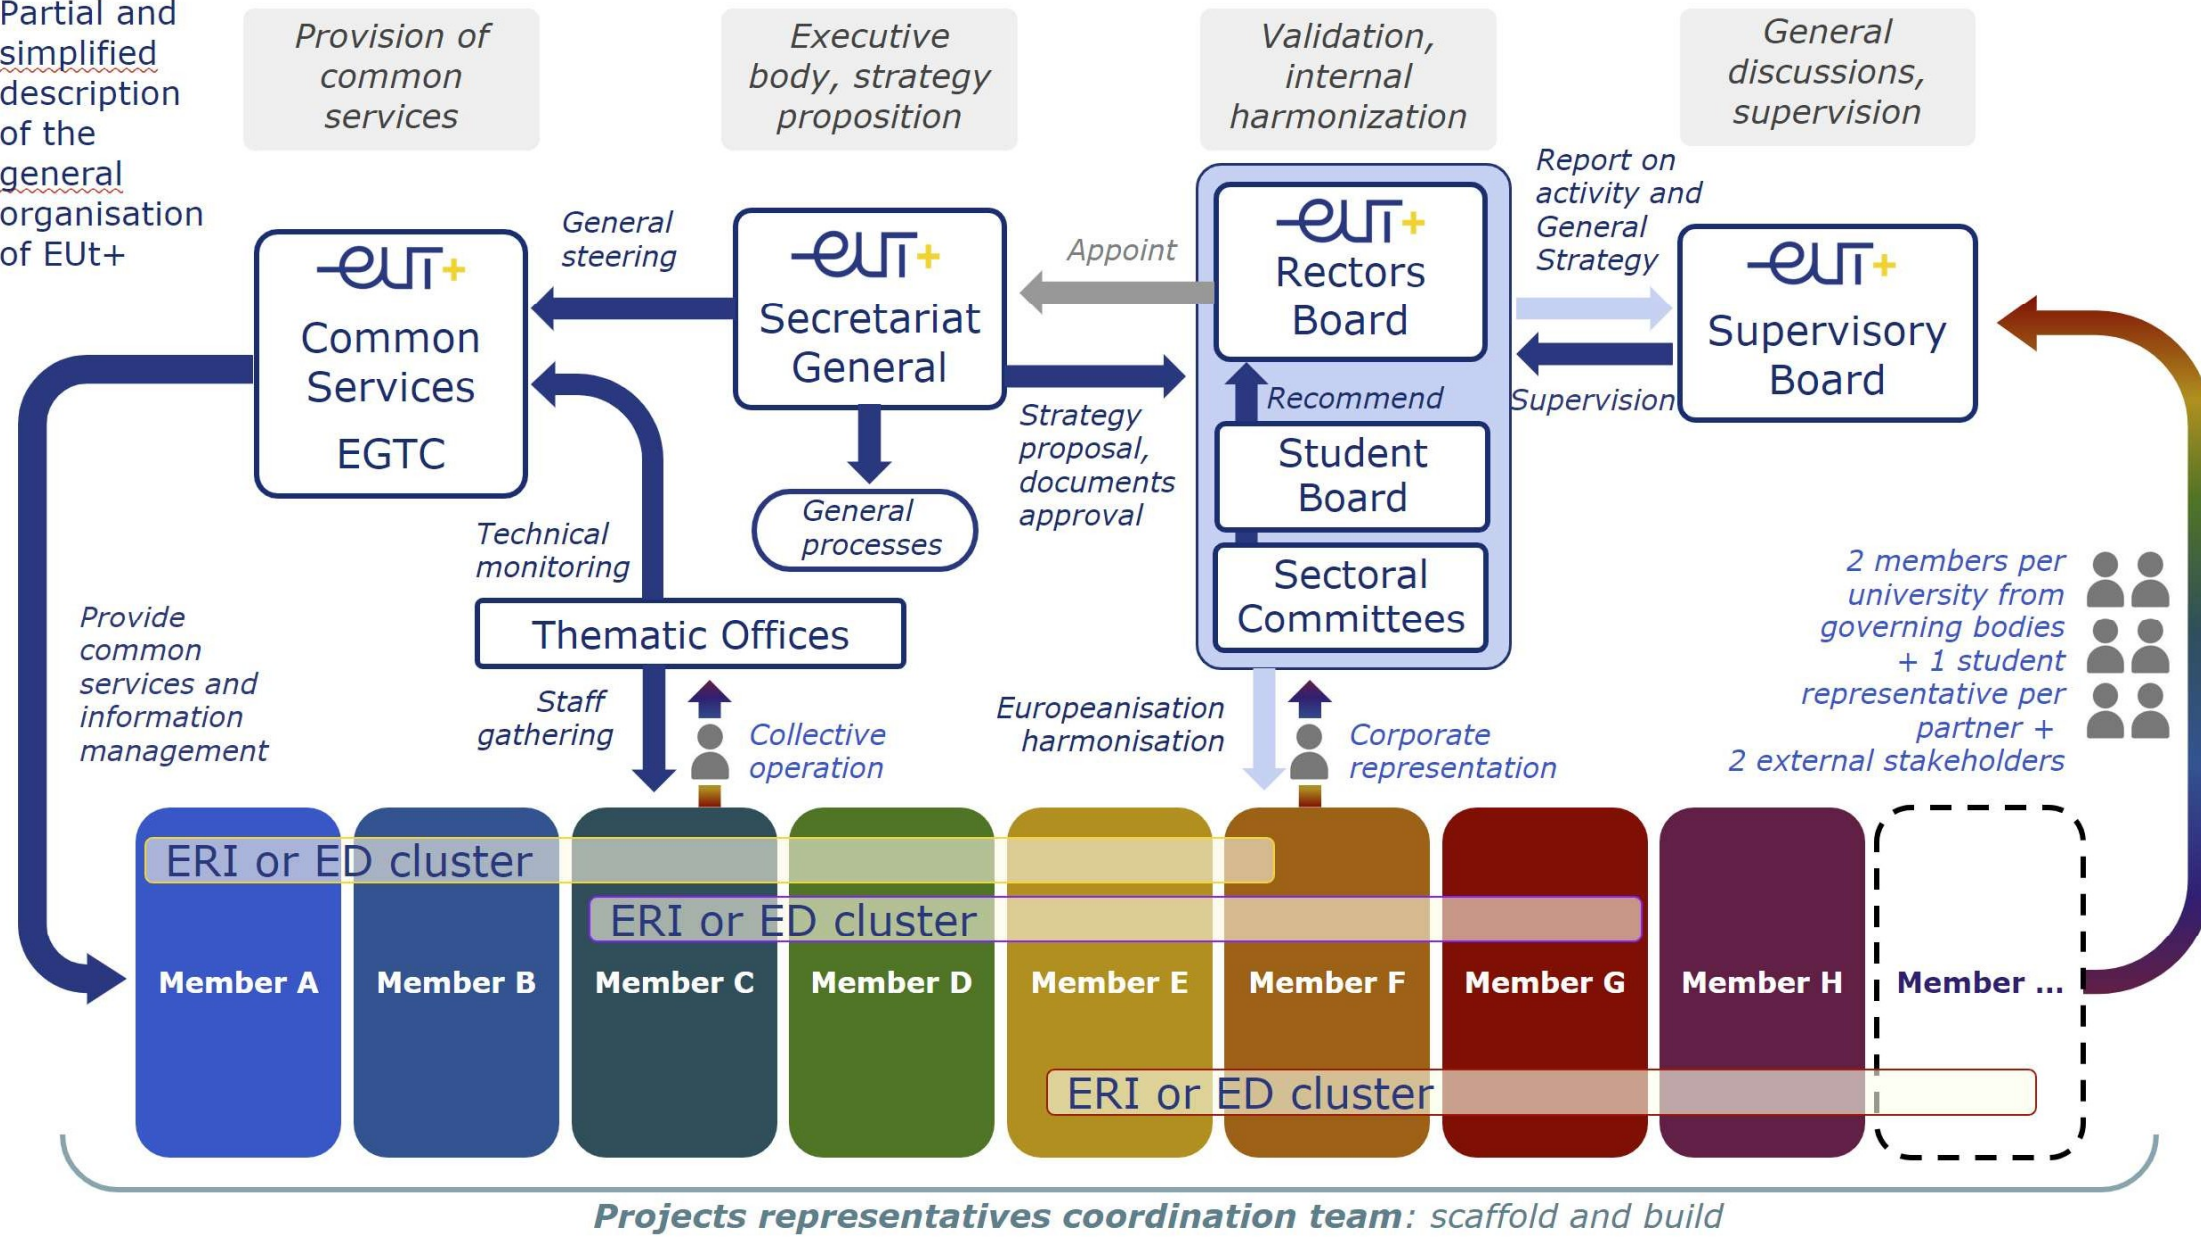 Partial and
simplified
description
of the
general
organisation
of EUt+
Provision of
common
services
Executive
body, strategy
proposition
Validation,
internal
harmonization
General
discussions,
supervision
eut+
Common
Services
EGTC
General
steering
eut+
Secretariat
General
Appoint
eut+
Rectors
Board
Report on
activity and
General
Strategy
eut+
Supervisory
Board
Supervision
Recommend
Student
Board
Sectoral
Committees
Strategy
proposal,
documents
approval
General
processes
Technical
monitoring
Thematic Offices
Provide
common
services and
information
management
Staff
gathering
Collective
operation
Europeanisation
harmonisation
Corporate
representation
2 members per
university from
governing bodies
+ 1 student
representative per
partner +
2 external stakeholders
ERI or ED cluster
ERI or ED cluster
Member A
Member B
Member C
Member D
Member E
Member F
Member G
Member H
Member ...
ERI or ED cluster
Projects representatives coordination team: scaffold and build